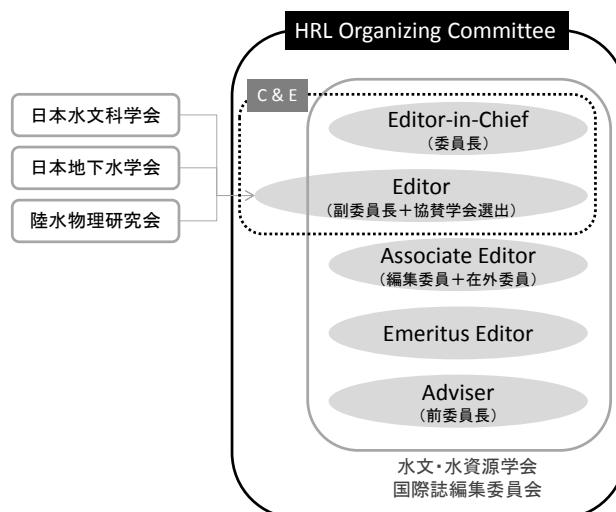 HRL Organizing Committee
C & E
日本水文科学会
日本地下水学会
陸水物理研究会
Editor-in-Chief
(委員長)
Editor
(副委員長＋協賛学会選出)
Associate Editor
(編集委員＋在外委員)
Emeritus Editor
Adviser
(前委員長)
水文・水資源学会
国際誌編集委員会